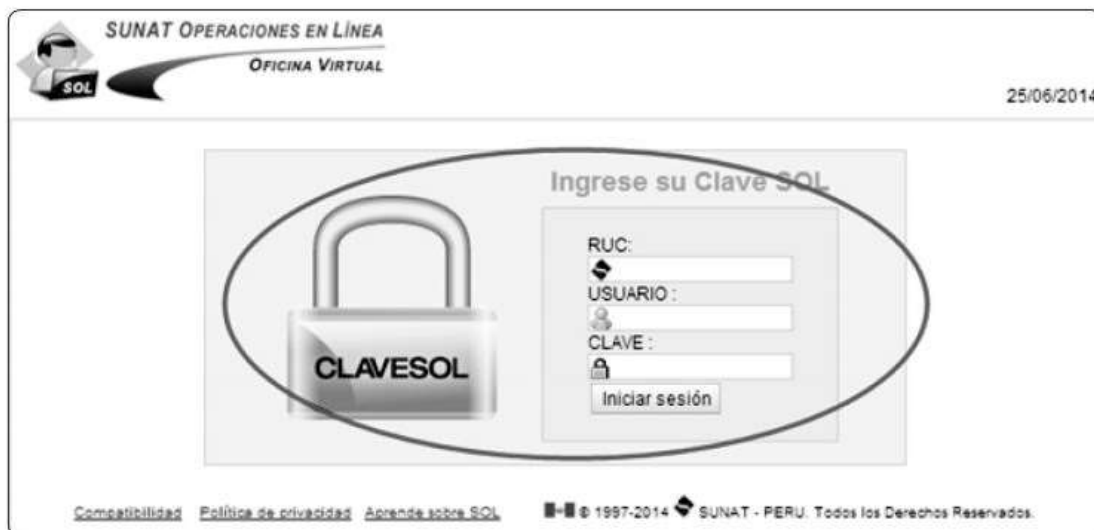 SUNAT OPERACIONES EN LÍNEA
OFICINA VIRTUAL
SOL
25/06/2014
Ingrese su Clave SOL
RUC:
USUARIO :
CLAVE :
Iniciar sesión
CLAVESOL
Compatibilidad Política de privacidad Aprende sobre SOL © 1997-2014 SUNAT - PERU. Todos los Derechos Reservados.